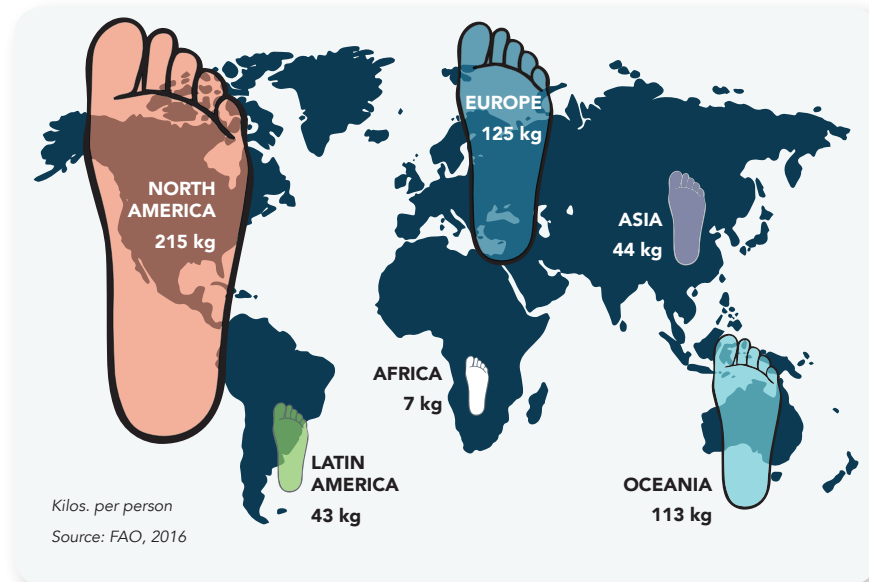 NORTH
AMERICA
215 kg
EUROPE
125 kg
ASIA
44 kg
AFRICA
7 kg
LATIN
AMERICA
43 kg
OCEANIA
113 kg
Kilos. per person
Source: FAO, 2016